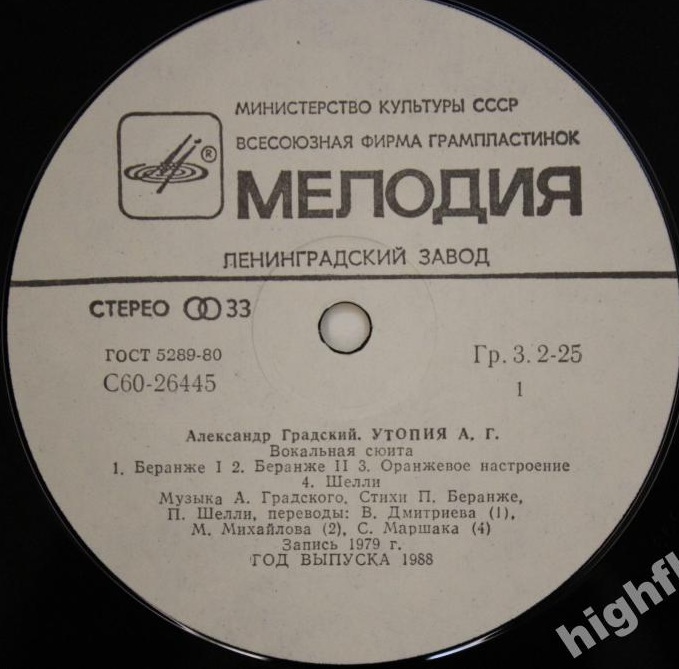 МИНИСТЕРСТВО КУЛЬТУРЫ СССР
ВСЕСОЮЗНАЯ ФИРМА ГРАМПЛАСТИНОК
®
МЕЛОДИЯ
ЛЕНИНГРАДСКИЙ ЗАВОД
СТЕРЕО 33
ГОСТ 5289-80
Гр. 3. 2-25
С60-26445
1
Александр Градский. УТОПИЯ А. Г.
Вокальная сюита
1. Беранже I 2. Беранже II 3. Оранжевое настроение
4. Шелли
Музыка А. Градского. Стихи П. Беранже,
П. Шелли, переводы: В. Дмитриева (1),
М. Михайлова (2), С. Маршака (4)
Запись 1979 г.
ГОД ВЫПУСКА 1988